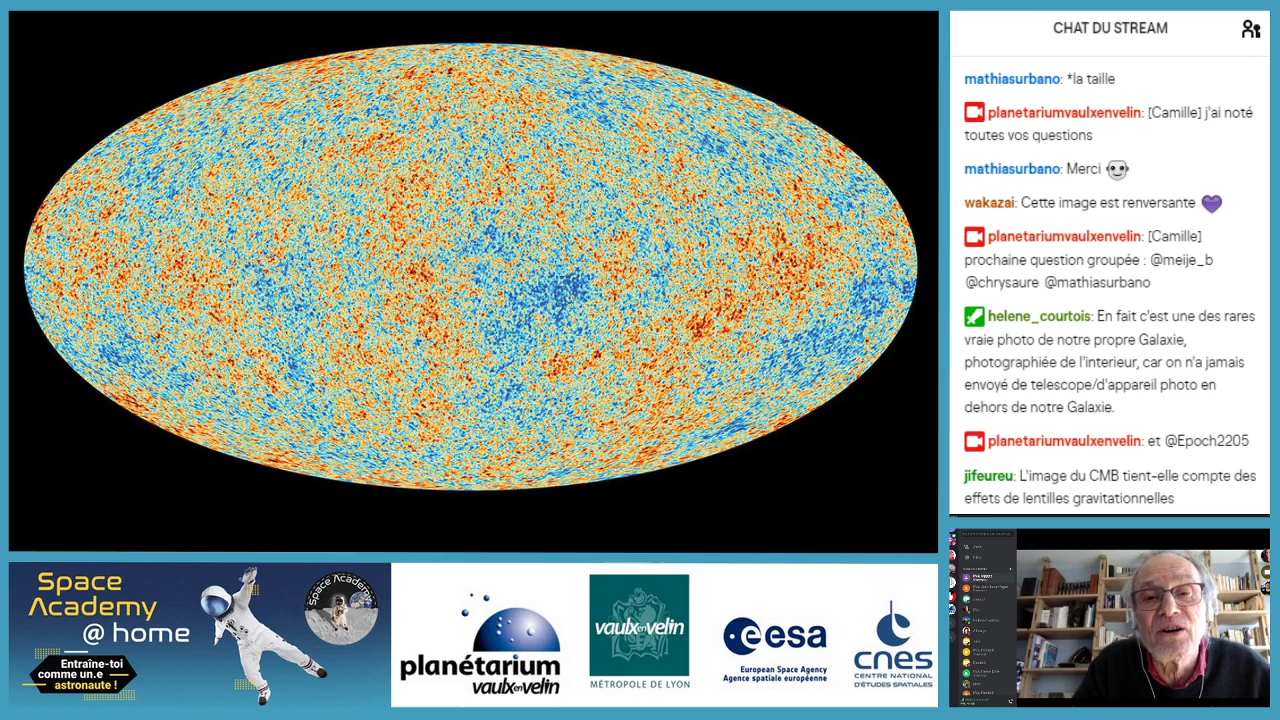 CHAT DU STREAM
mathiasurbano: *la taille
planetariumvaulxenvelin: [Camille] j'ai noté
toutes vos questions
mathiasurbano: Merci
wakazai: Cette image est renversante
planetariumvaulxenvelin: [Camille]
prochaine question groupée : @meije_b
@chrysaure @mathiasurbano
helene_courtois: En fait c'est une des rares
vraie photo de notre propre Galaxie,
photographiée de l'interieur, car on n'a jamais
envoyé de telescope/d'appareil photo en
dehors de notre Galaxie.
planetariumvaulxenvelin: et @Epoch2205
jifeureu: L'image du CMB tient-elle compte des
effets de lentilles gravitationnelles
Space
Academy
@ home
Entraîne-toi
comme un.e
astronaute !
Space Academy
planétarium
vaulx en velin
vaulx en velin
MÉTROPOLE DE LYON
esa
European Space Agency
Agence spatiale européenne
cnes
CENTRE NATIONAL
D'ÉTUDES SPATIALES